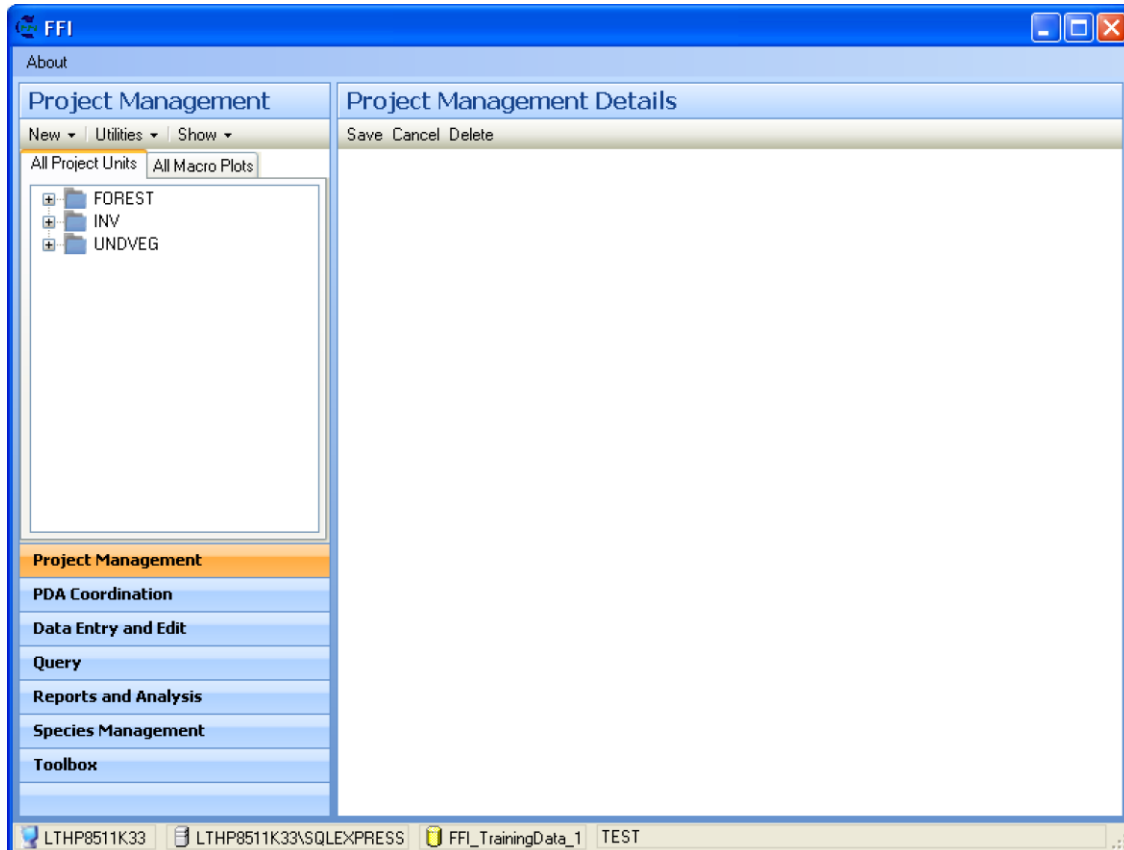 FFI
About
Project Management
Project Management Details
New Utilities Show
Save Cancel Delete
All Project Units All Macro Plots
FOREST
INV
UNDVEG
Project Management
PDA Coordination
Data Entry and Edit
Query
Reports and Analysis
Species Management
Toolbox
LTHP8511K33 LTHP8511K33\SQLEXPRESS FFI_TrainingData_1 TEST